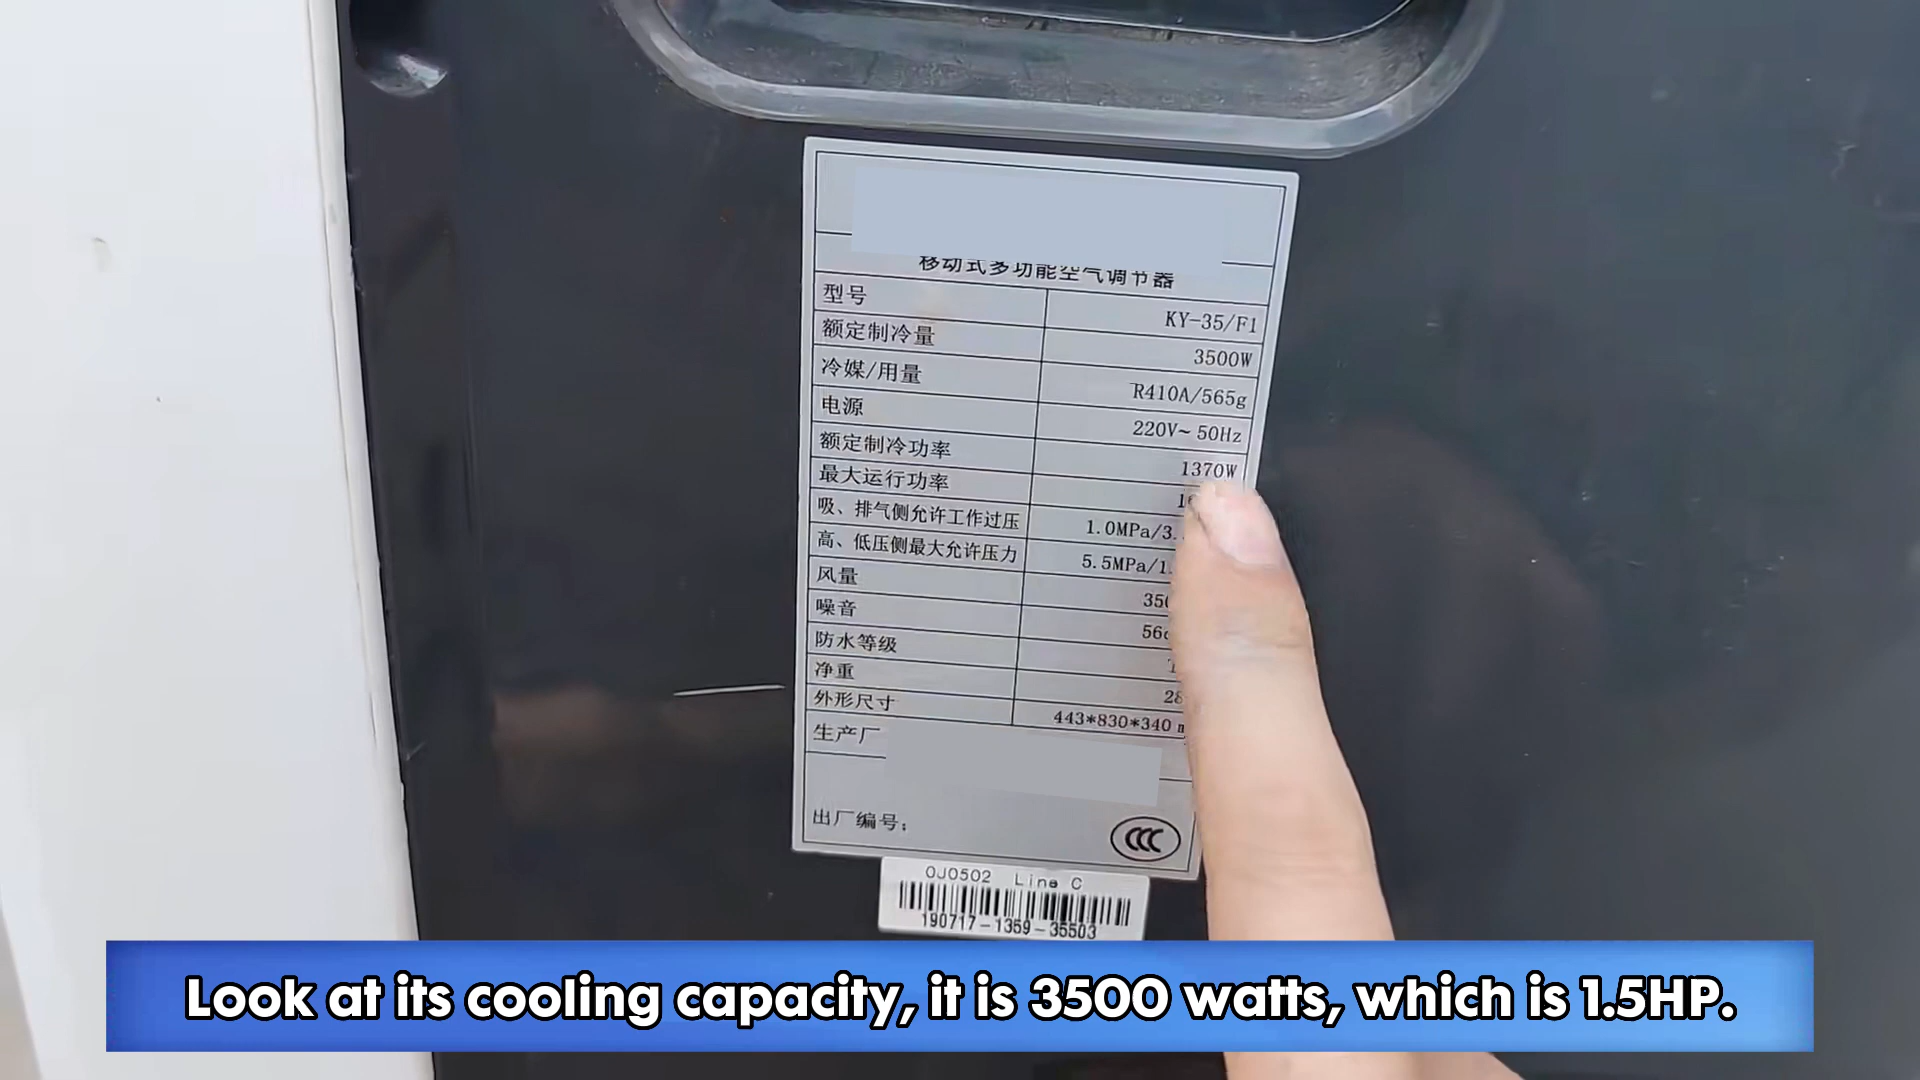 移动式多功能空气调节器
型号 KY-35/F1
额定制冷量 3500W
冷媒/用量 R410A/565g
电源 220V~50Hz
额定制冷功率 1370W
最大运行功率
吸、排气侧允许工作过压 1.0MPa/3.
高、低压侧最大允许压力 5.5MPa/1.
风量 350
噪音 56
防水等级
净重 28
外形尺寸 443*830*340
生产厂
出厂编号:
CCC
0J0502 Line C
190717-1359-35503
Look at its cooling capacity, it is 3500 watts, which is 1.5HP.